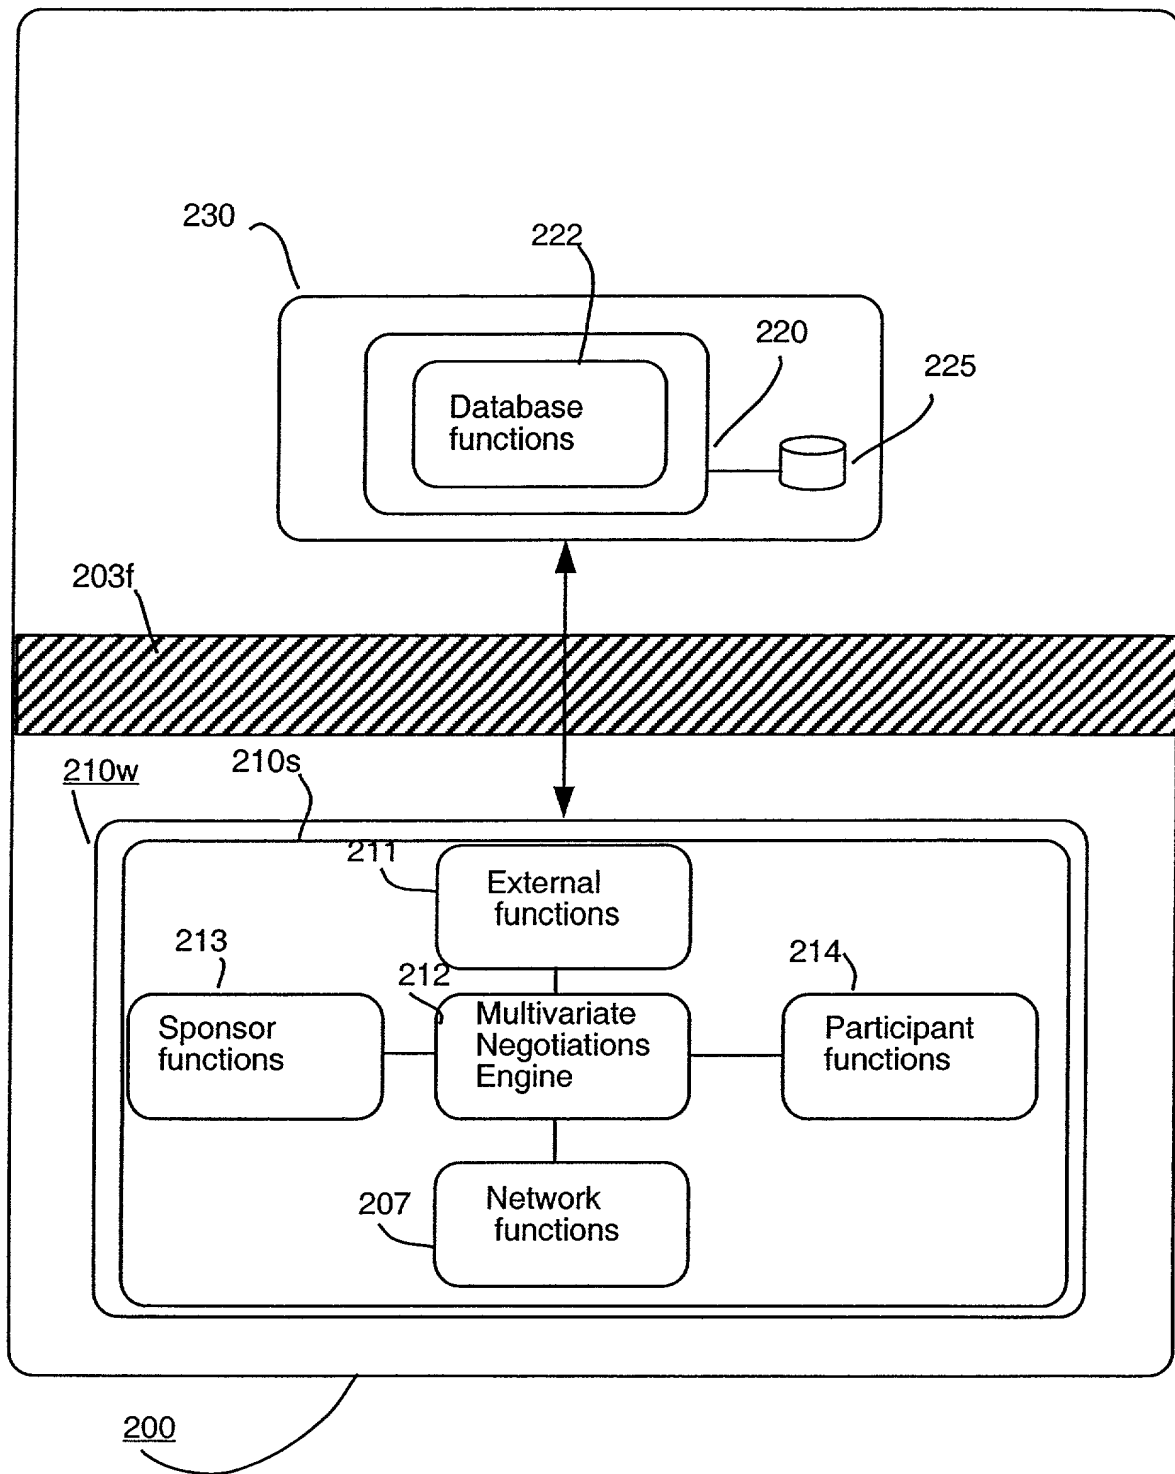 230
222
220
225
Database
functions
203f
210w
210s
211
External
functions
213
212
214
Sponsor
functions
Multivariate
Negotiations
Engine
Participant
functions
207
Network
functions
200